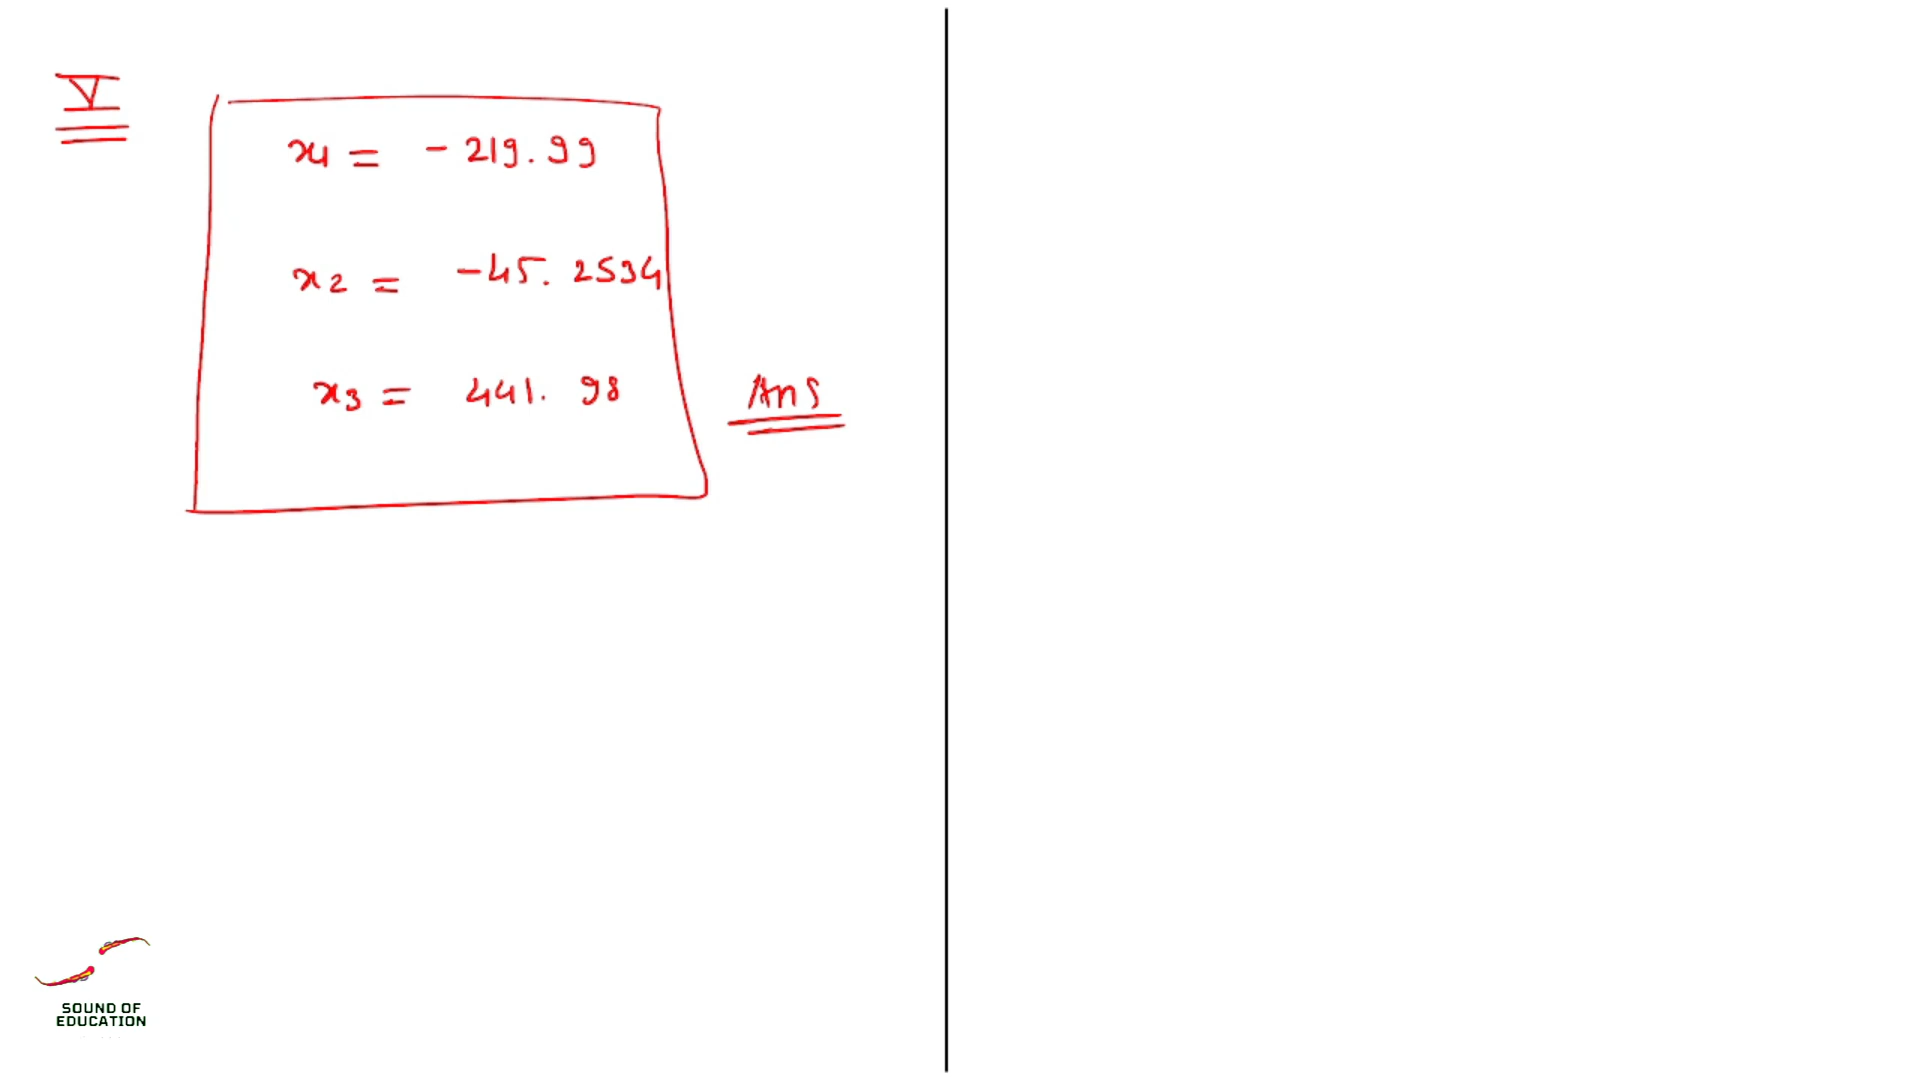 V
x1 = - 219.99
x2 = -45.2534
x3 = 441.98
Ans
SOUND OF
EDUCATION